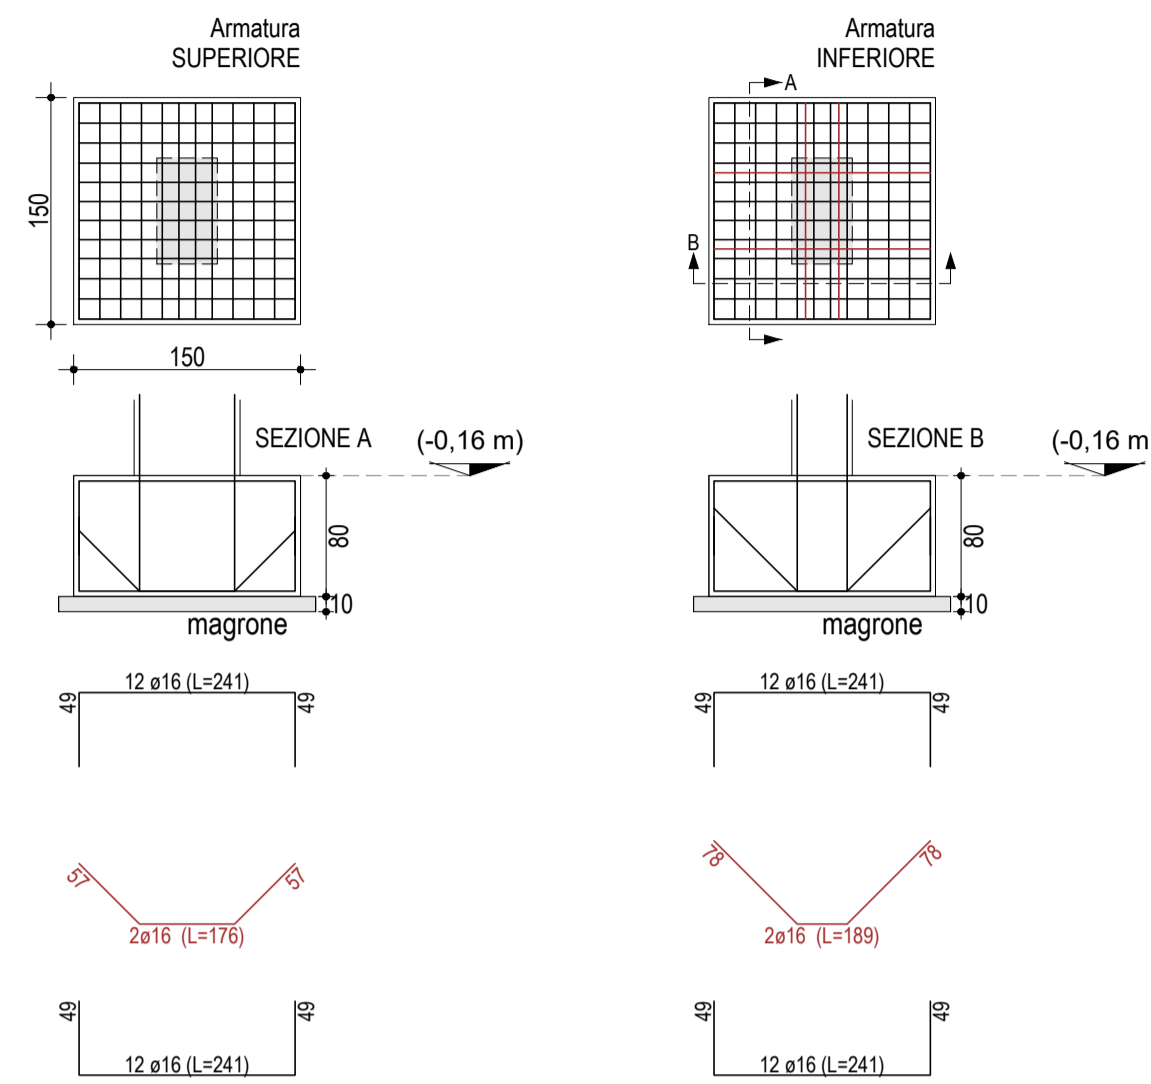 Armatura
SUPERIORE
Armatura
INFERIORE
A
150
B
150
SEZIONE A
(-0,16 m)
SEZIONE B
(-0,16 m
80
80
10
10
magrone
magrone
12 ø16 (L=241)
12 ø16 (L=241)
49
49
49
49
57
57
78
78
2ø16 (L=176)
2ø16 (L=189)
49
49
49
49
12 ø16 (L=241)
12 ø16 (L=241)